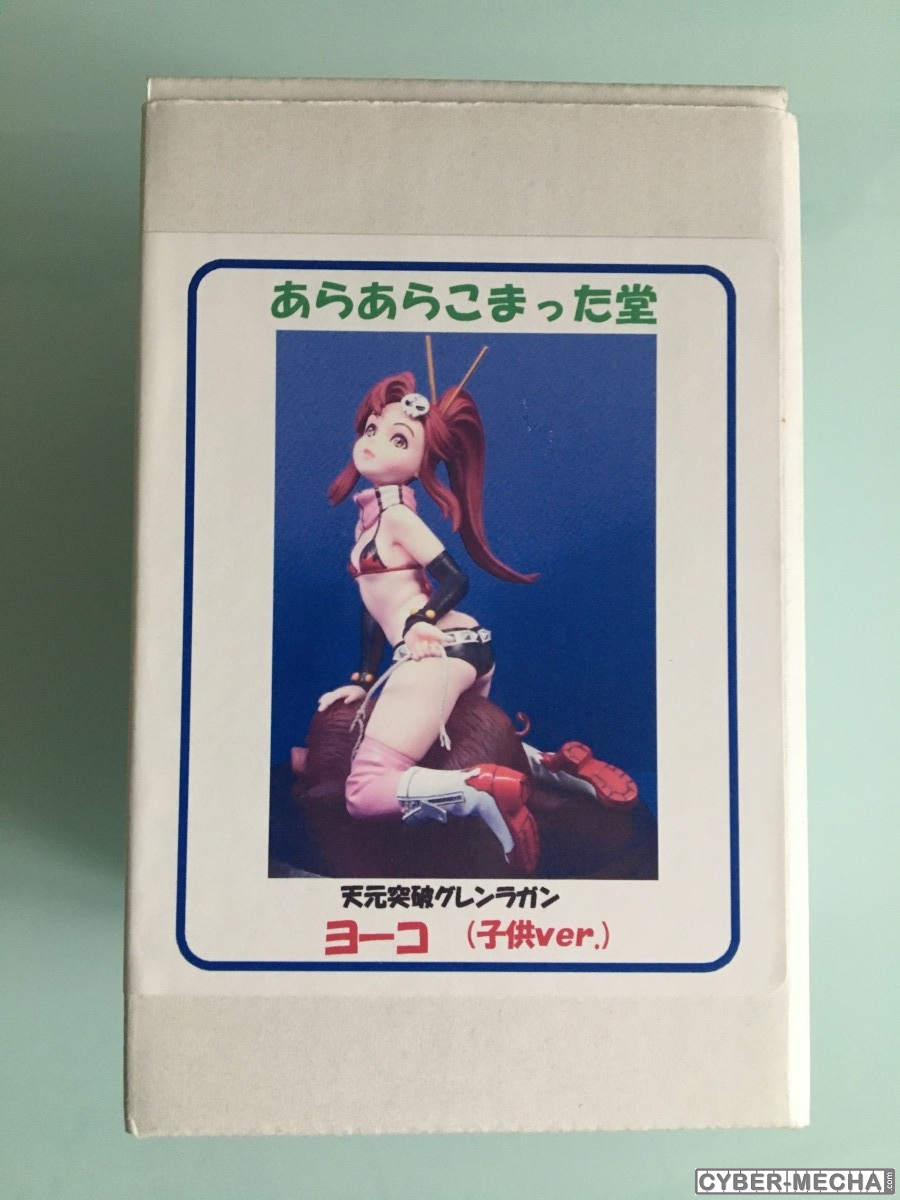 あらあらこまった堂
天元突破グレンラガン
ヨーコ (子供ver.)
CYBER-MECHA.com